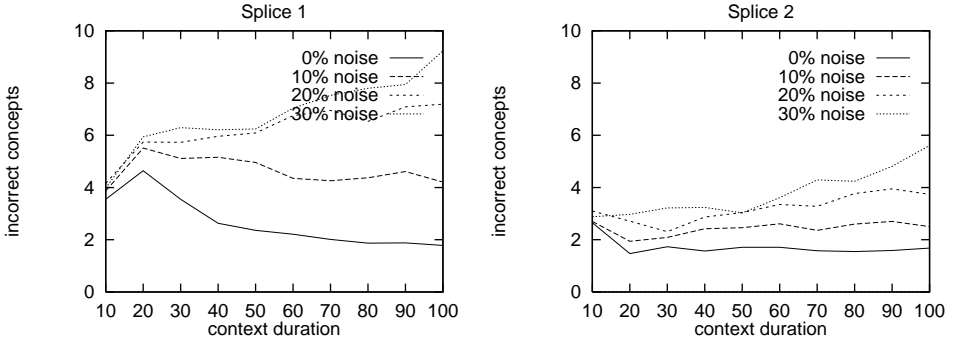 Splice 1
10
8
6
4
2
0
incorrect concepts
0% noise
10% noise
20% noise
30% noise
10 20 30 40 50 60 70 80 90 100
context duration
Splice 2
10
8
6
4
2
0
incorrect concepts
0% noise
10% noise
20% noise
30% noise
10 20 30 40 50 60 70 80 90 100
context duration